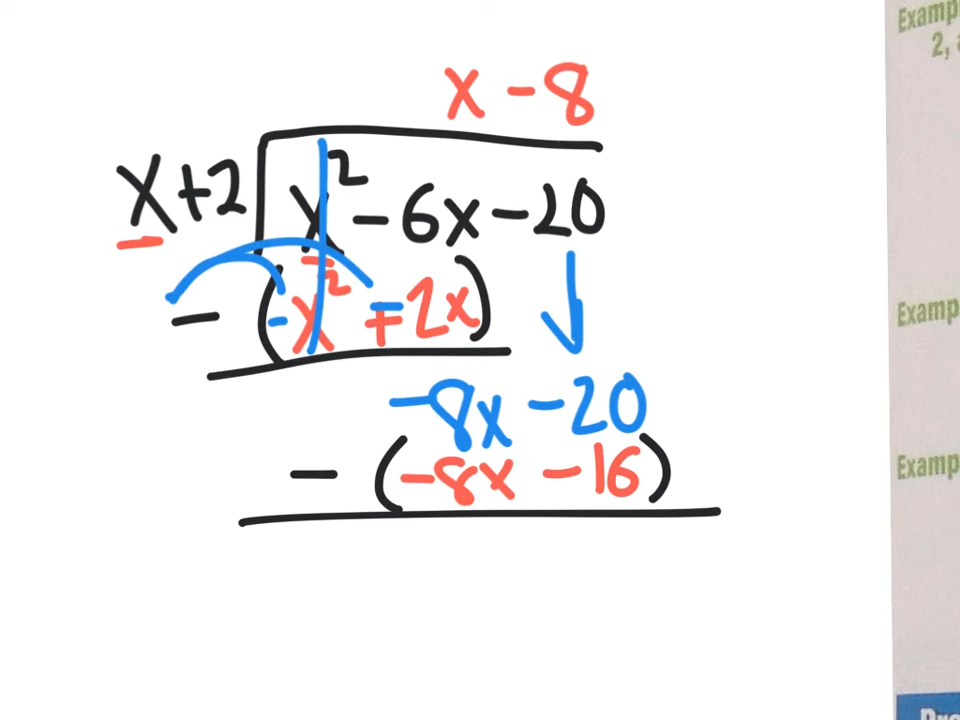 x - 8
x + 2 x² - 6x - 20
- (-x² + 2x)
-8x - 20
- (-8x - 16)
Examp
2,
Examp
Examp